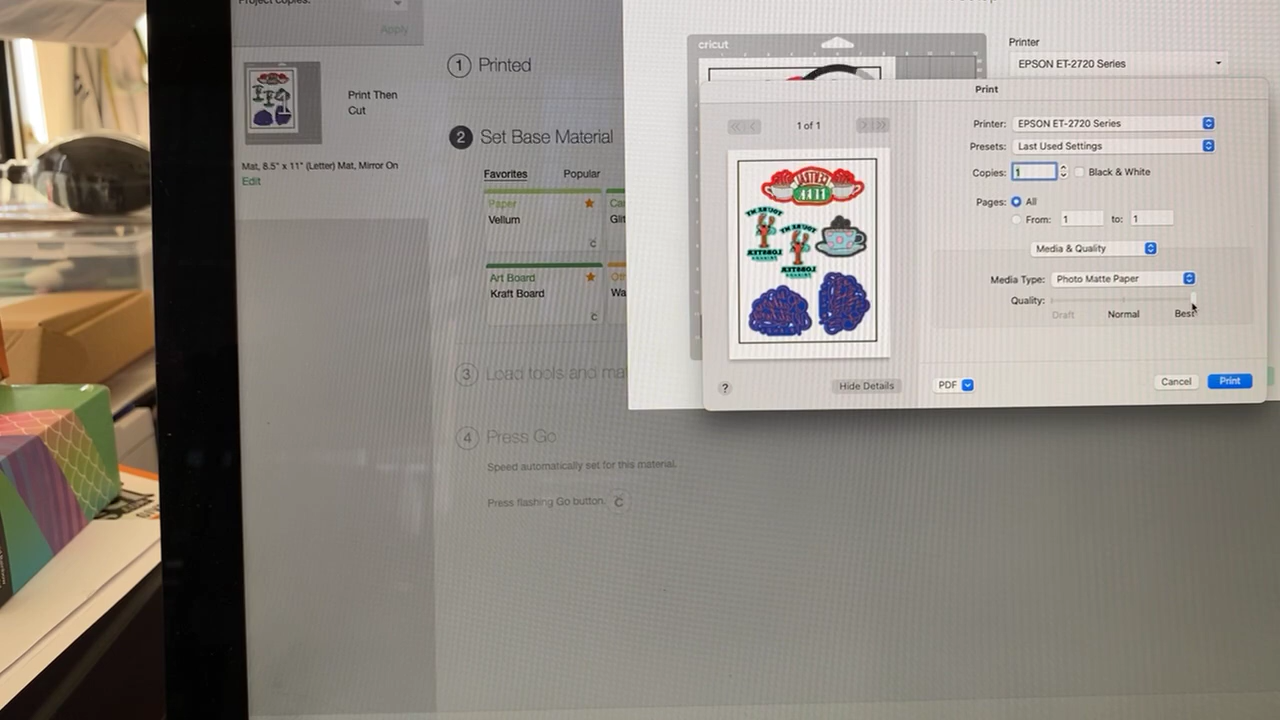 Project copies:
Apply
Print Then
Cut
Mat, 8.5" x 11" (Letter) Mat, Mirror On
Edit
1 Printed
2 Set Base Material
Favorites Popular
Paper
Vellum
C
Art Board
Kraft Board
C
3 Load tools and
4 Press Go
Speed automatically set for this material.
Press flashing Go button. C
cricut
Printer
EPSON ET-2720 Series
Print
1 of 1
Printer: EPSON ET-2720 Series
Presets: Last Used Settings
Copies: 1 Black & White
Pages: All
From: 1 to: 1
Media & Quality
Media Type: Photo Matte Paper
Quality:
Draft Normal Best
? Hide Details PDF Cancel Print